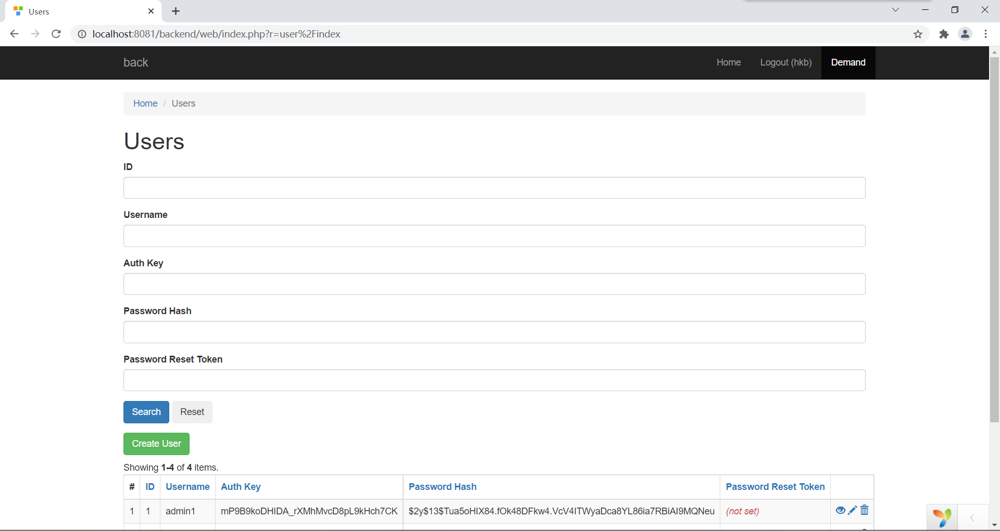 Users
localhost:8081/backend/web/index.php?r=user%2Findex
back Home Logout (hkb) Demand
Home / Users
Users
ID
Username
Auth Key
Password Hash
Password Reset Token
Search Reset
Create User
Showing 1-4 of 4 items.
# ID Username Auth Key Password Hash Password Reset Token
1 1 admin1 mP9B9koDHIDA_rXMhMvcD8pL9kHch7CK $2y$13$Tua5oHIX84.fOk48DFkw4.VcV4ITWyaDca8YL86ia7RBiAI9MQNeu (not set)